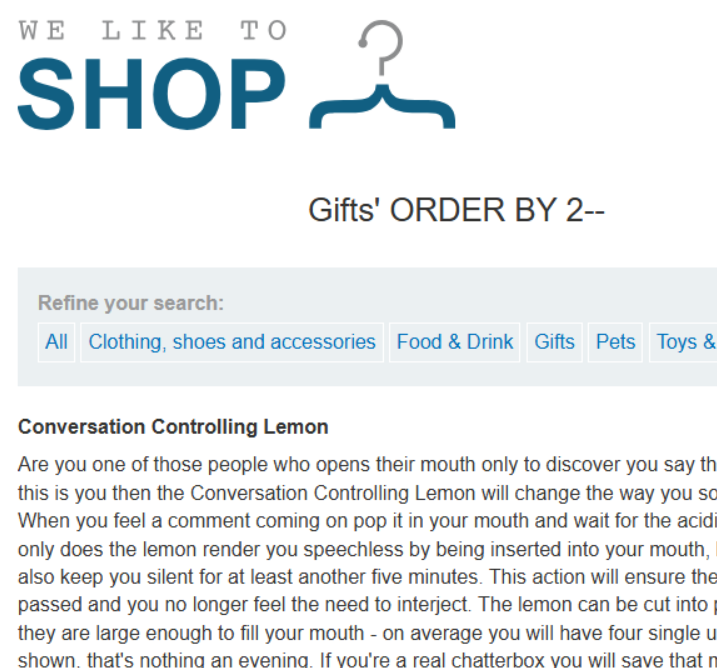 WE LIKE TO
SHOP
Gifts' ORDER BY 2--
Refine your search:
All Clothing, shoes and accessories Food & Drink Gifts Pets Toys &
Conversation Controlling Lemon
Are you one of those people who opens their mouth only to discover you say th
this is you then the Conversation Controlling Lemon will change the way you so
When you feel a comment coming on pop it in your mouth and wait for the acidi
only does the lemon render you speechless by being inserted into your mouth,
also keep you silent for at least another five minutes. This action will ensure the
passed and you no longer feel the need to interject. The lemon can be cut into
they are large enough to fill your mouth - on average you will have four single u
shown, that's nothing an evening. If you're a real chatterbox you will save that